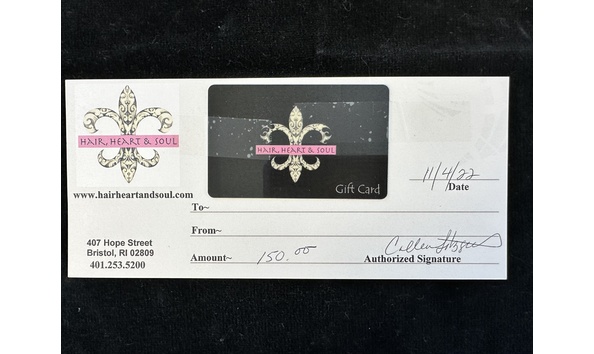 HAIR, HEART & SOUL
www.hairheartandsoul.com
407 Hope Street
Bristol, RI 02809
401.253.5200
HAIR, HEART & SOUL
Gift Card
11/4/22
Date
To~
From~
Amount~ 150.00
Authorized Signature